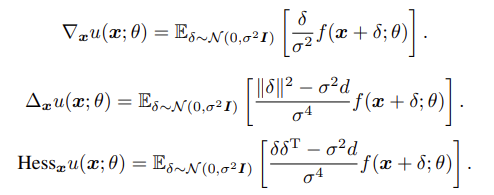 ∇ₓu(x; θ) = E_{δ∼N(0,σ²I)} [ δ/σ² f(x + δ; θ) ] .
Δₓu(x; θ) = E_{δ∼N(0,σ²I)} [ (‖δ‖² − σ²d)/σ⁴ f(x + δ; θ) ] .
Hessₓu(x; θ) = E_{δ∼N(0,σ²I)} [ (δδᵀ − σ²d)/σ⁴ f(x + δ; θ) ] .